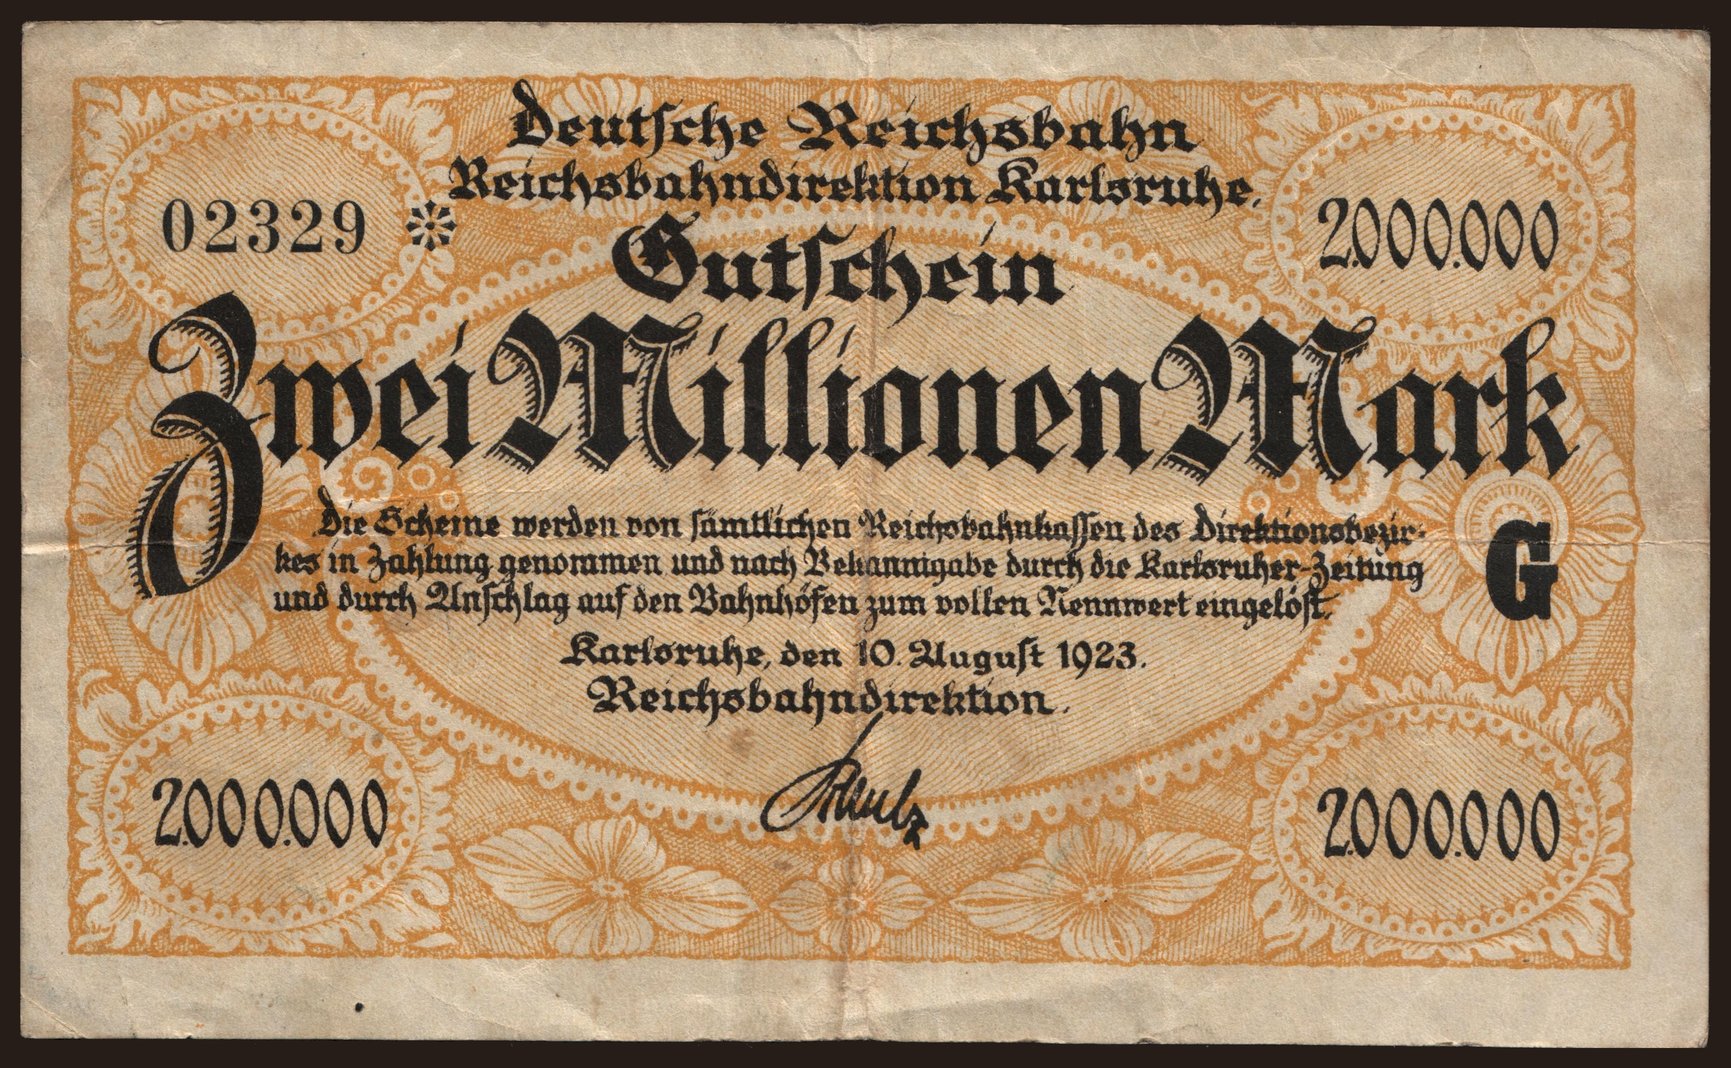 Deutsche Reichsbahn
Reichsbahndirektion Karlsruhe.
02329 *
2.000.000
Gutschein
Zwei Millionen Mark
Die Scheine werden von sämtlichen Reichsbahnkassen des Direktionsbezir-
kes in Zahlung genommen und nach Bekanntgabe durch die Karlsruher-Zeitung
und durch Anschlag auf den Bahnhöfen zum vollen Nennwert eingelöst.
G
Karlsruhe, den 10. August 1923.
Reichsbahndirektion.
2.000.000
2.000.000